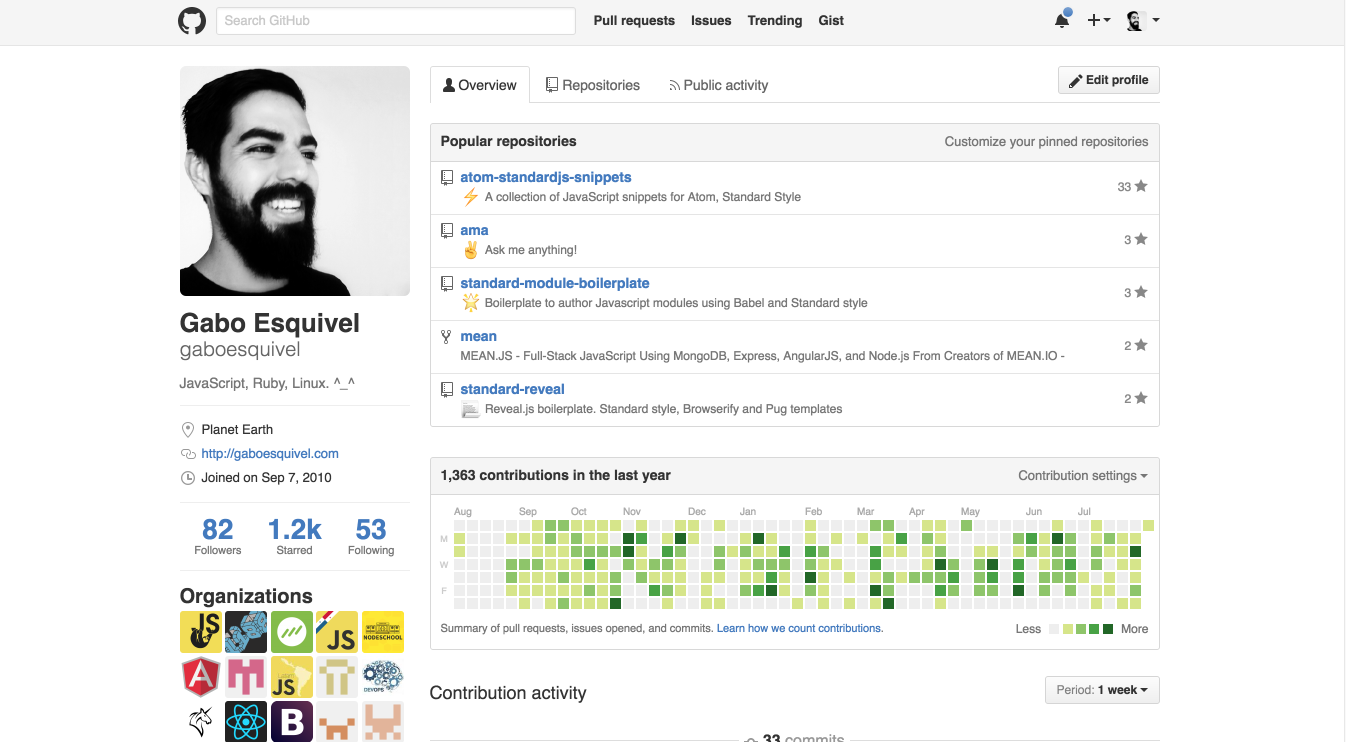 Search GitHub
Pull requests Issues Trending Gist
Overview Repositories Public activity
Edit profile
Gabo Esquivel
gaboesquivel
JavaScript, Ruby, Linux. ^_^
Planet Earth
http://gaboesquivel.com
Joined on Sep 7, 2010
82 1.2k 53
Followers Starred Following
Organizations
JS JS NODESCHOOL
JS DEVOPS
B
Popular repositories Customize your pinned repositories
atom-standardjs-snippets
⚡ A collection of JavaScript snippets for Atom, Standard Style 33 ★
ama
✌ Ask me anything! 3 ★
standard-module-boilerplate
🌟 Boilerplate to author Javascript modules using Babel and Standard style 3 ★
mean
MEAN.JS - Full-Stack JavaScript Using MongoDB, Express, AngularJS, and Node.js From Creators of MEAN.IO - 2 ★
standard-reveal
📃 Reveal.js boilerplate. Standard style, Browserify and Pug templates 2 ★
1,363 contributions in the last year Contribution settings
Aug Sep Oct Nov Dec Jan Feb Mar Apr May Jun Jul
M
W
F
Summary of pull requests, issues opened, and commits. Learn how we count contributions. Less More
Contribution activity Period: 1 week
33 commits